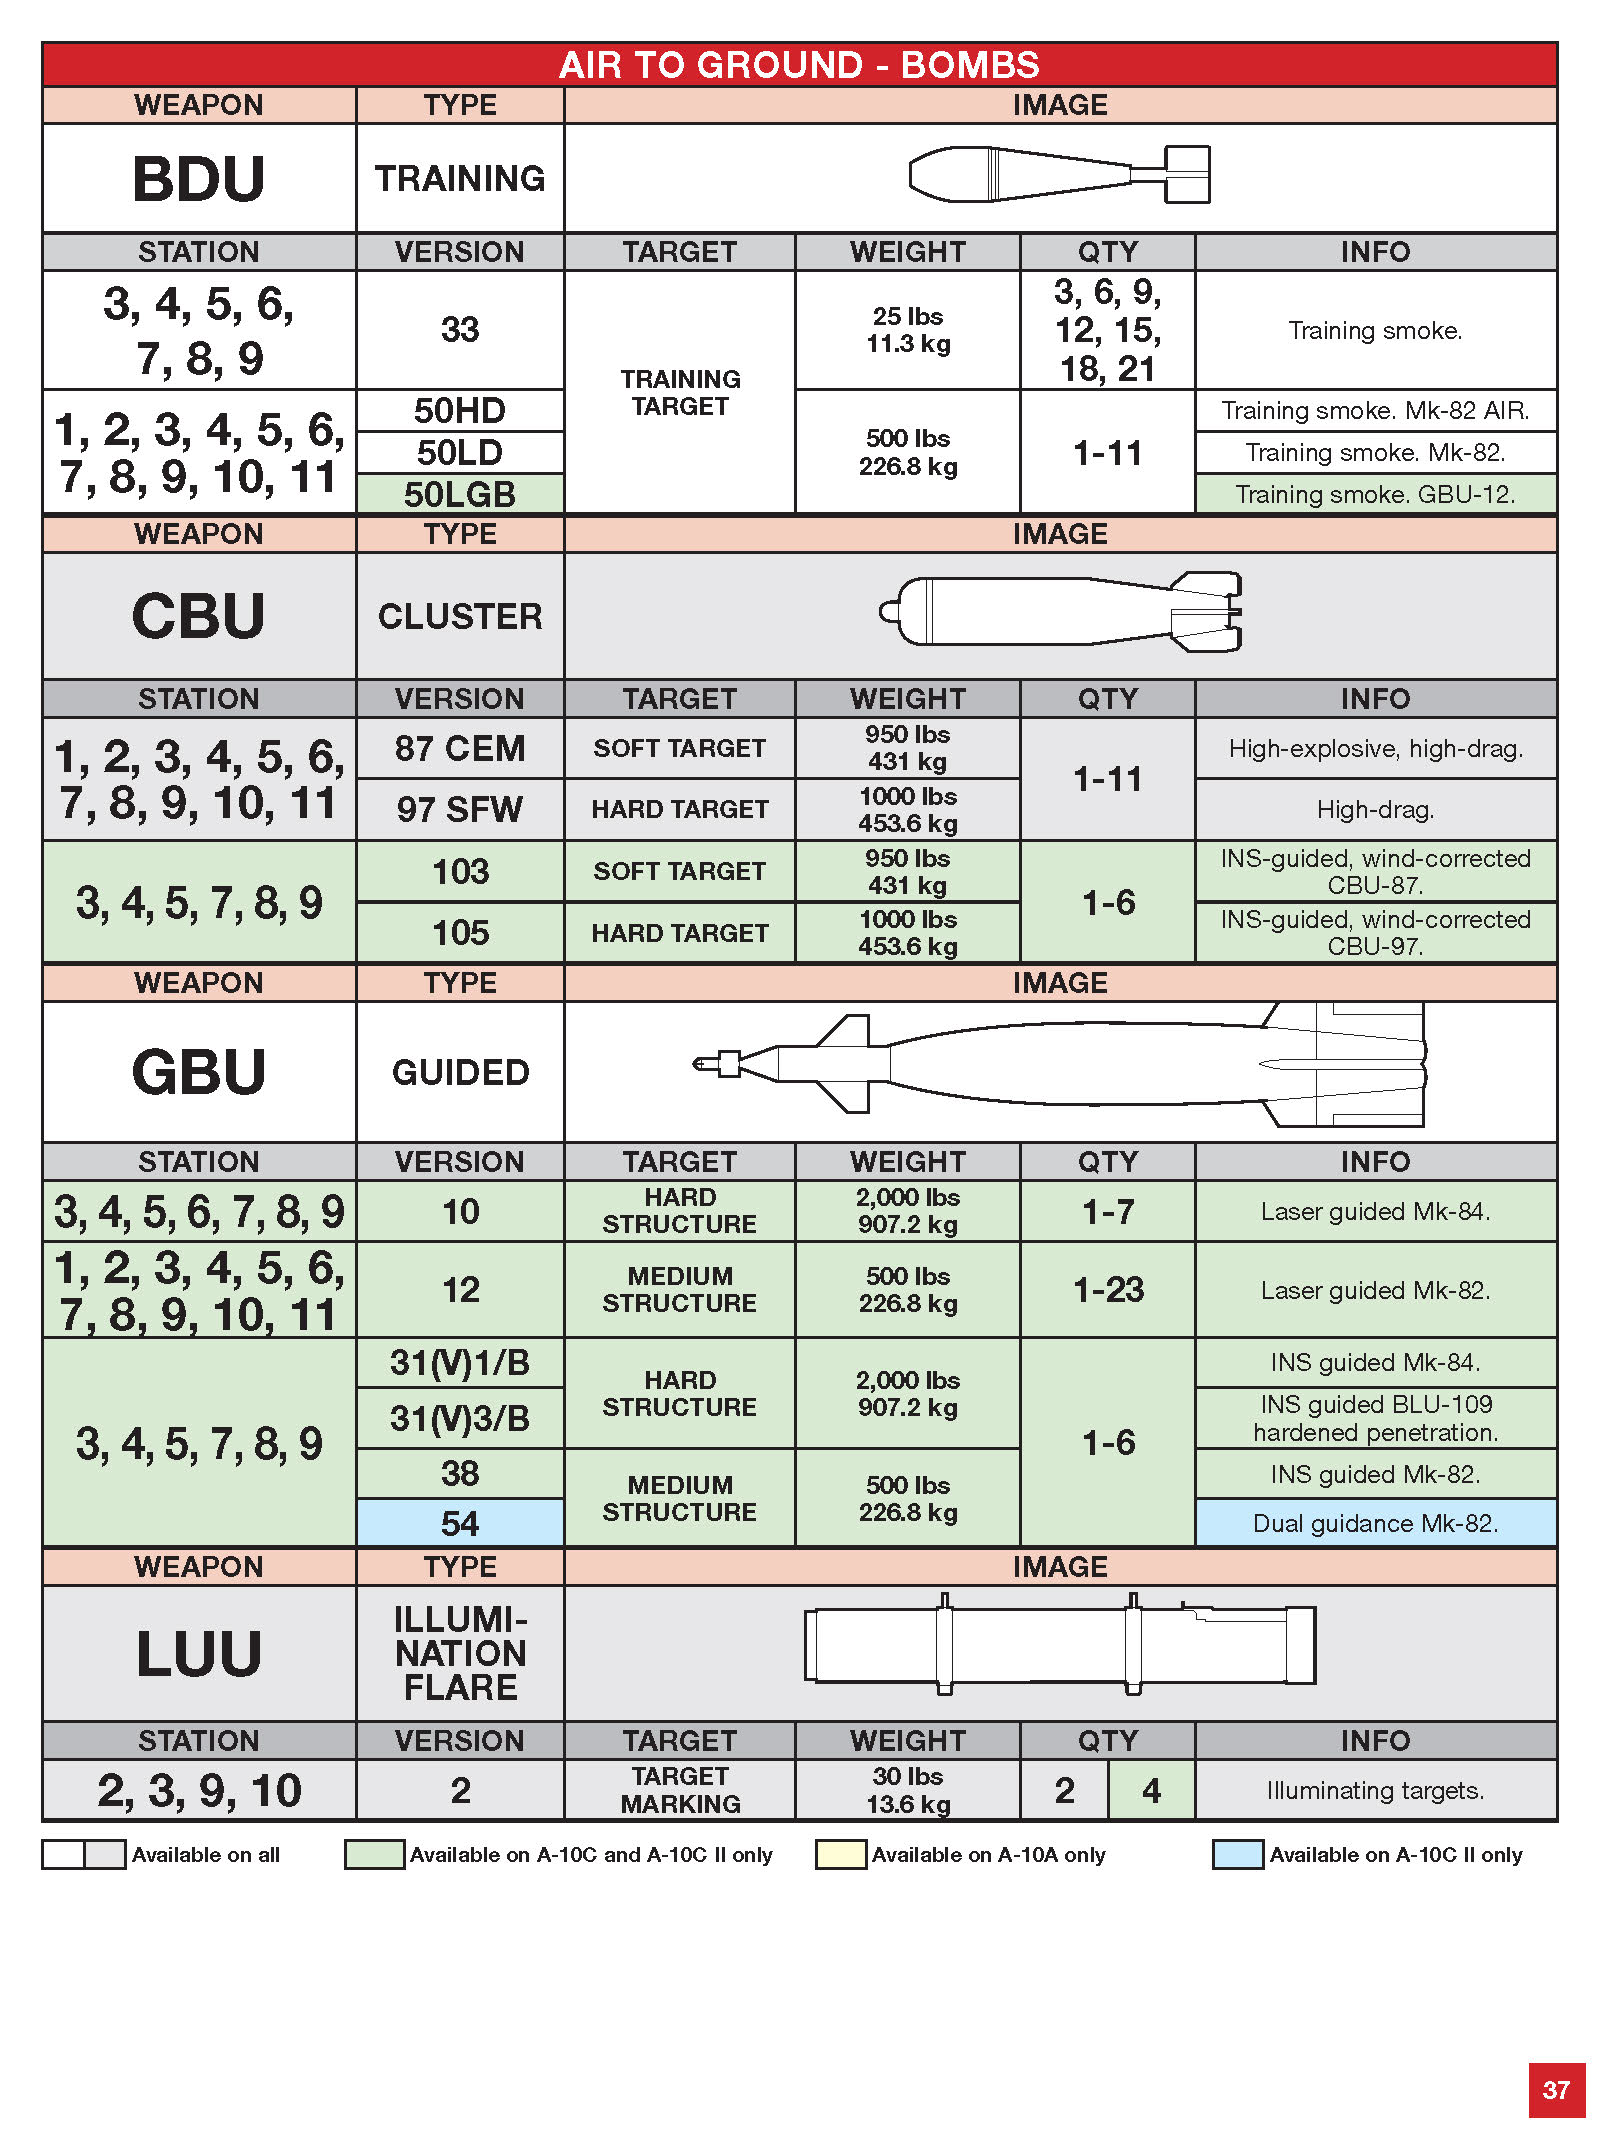 AIR TO GROUND - BOMBS
WEAPON TYPE IMAGE
BDU TRAINING
STATION VERSION TARGET WEIGHT QTY INFO
3, 4, 5, 6,
7, 8, 9
33
TRAINING
TARGET
25 lbs
11.3 kg
3, 6, 9,
12, 15,
18, 21
Training smoke.
1, 2, 3, 4, 5, 6,
7, 8, 9, 10, 11
50HD
50LD
50LGB
500 lbs
226.8 kg
1-11
Training smoke. Mk-82 AIR.
Training smoke. Mk-82.
Training smoke. GBU-12.
WEAPON TYPE IMAGE
CBU CLUSTER
STATION VERSION TARGET WEIGHT QTY INFO
1, 2, 3, 4, 5, 6,
7, 8, 9, 10, 11
87 CEM
SOFT TARGET
950 lbs
431 kg
1-11
High-explosive, high-drag.
97 SFW
HARD TARGET
1000 lbs
453.6 kg
High-drag.
3, 4, 5, 7, 8, 9
103
SOFT TARGET
950 lbs
431 kg
1-6
INS-guided, wind-corrected
CBU-87.
105
HARD TARGET
1000 lbs
453.6 kg
INS-guided, wind-corrected
CBU-97.
WEAPON TYPE IMAGE
GBU GUIDED
STATION VERSION TARGET WEIGHT QTY INFO
3, 4, 5, 6, 7, 8, 9
10
HARD
STRUCTURE
2,000 lbs
907.2 kg
1-7
Laser guided Mk-84.
1, 2, 3, 4, 5, 6,
7, 8, 9, 10, 11
12
MEDIUM
STRUCTURE
500 lbs
226.8 kg
1-23
Laser guided Mk-82.
3, 4, 5, 7, 8, 9
31(V)1/B
31(V)3/B
HARD
STRUCTURE
2,000 lbs
907.2 kg
1-6
INS guided Mk-84.
INS guided BLU-109
hardened penetration.
38
54
MEDIUM
STRUCTURE
500 lbs
226.8 kg
INS guided Mk-82.
Dual guidance Mk-82.
WEAPON TYPE IMAGE
LUU
ILLUMI-
NATION
FLARE
STATION VERSION TARGET WEIGHT QTY INFO
2, 3, 9, 10
2
TARGET
MARKING
30 lbs
13.6 kg
2 4
Illuminating targets.
Available on all Available on A-10C and A-10C II only Available on A-10A only Available on A-10C II only
37